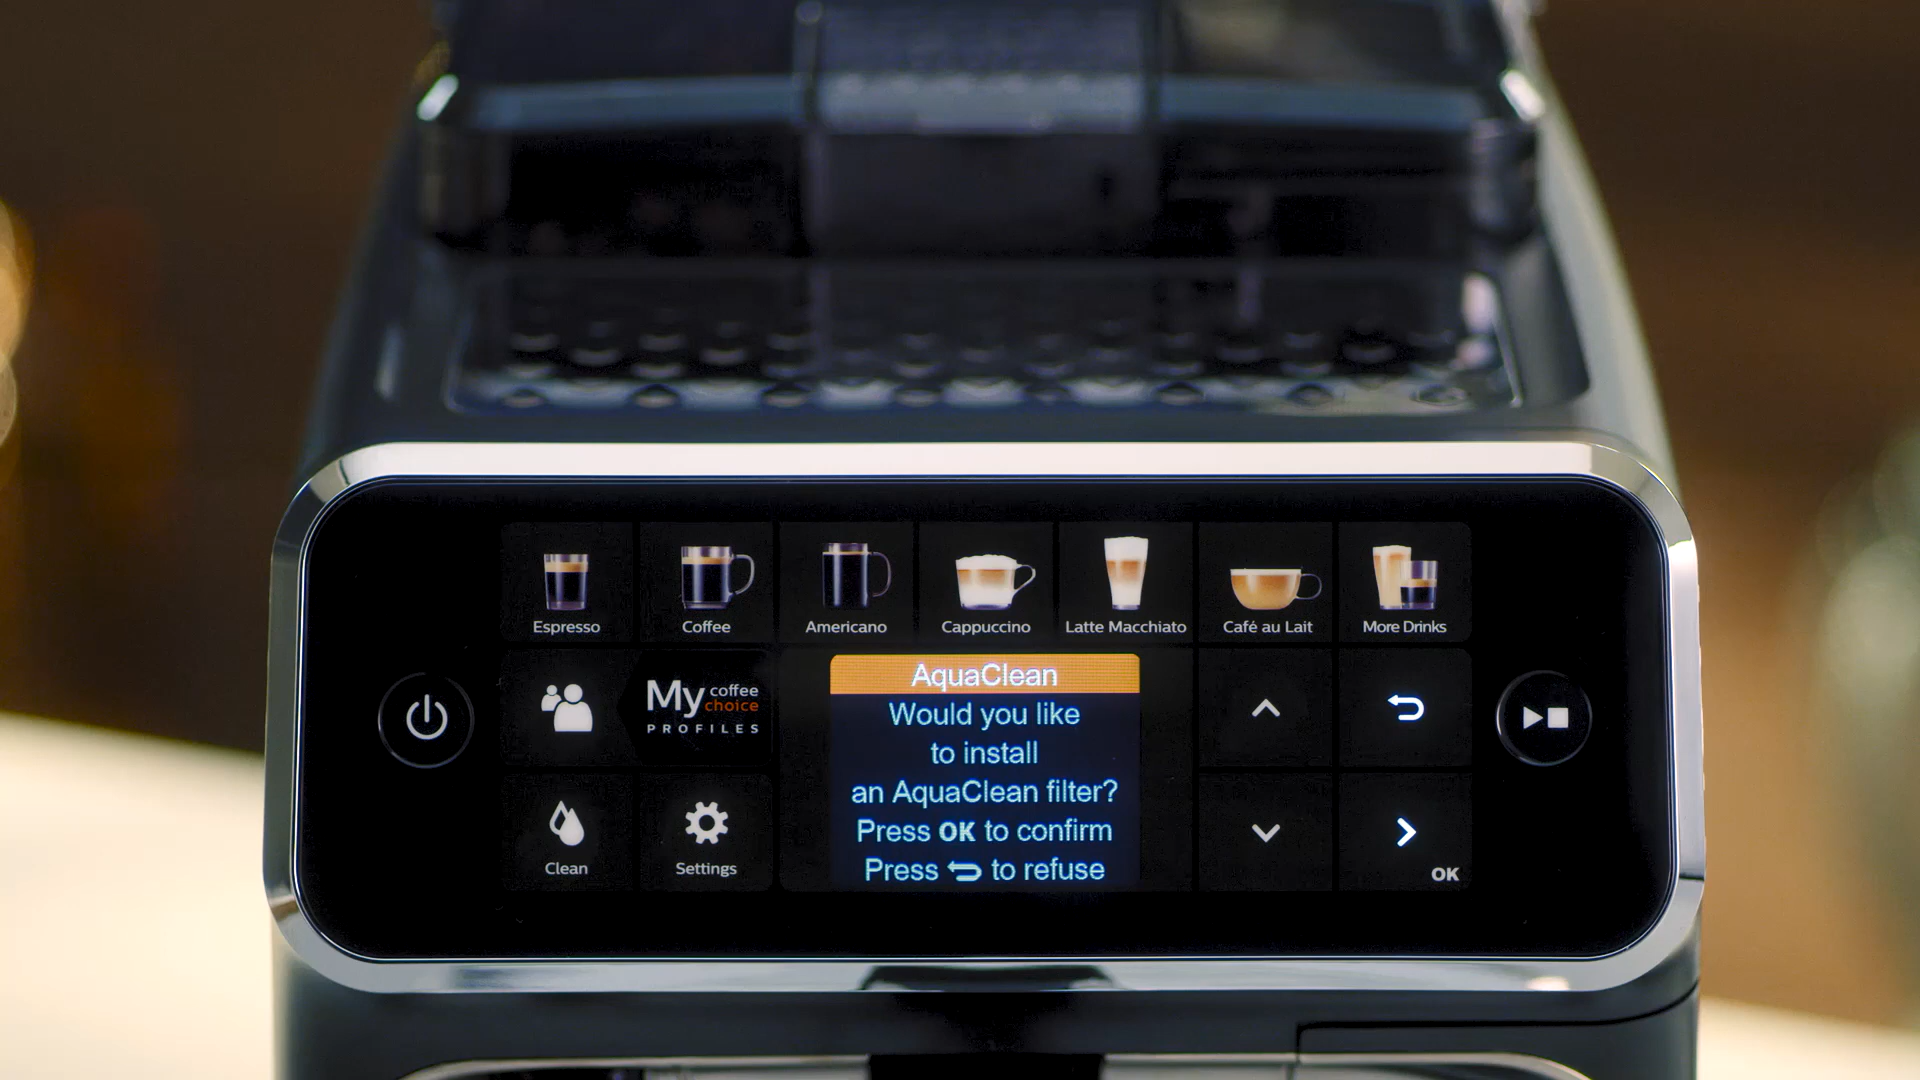 Espresso
Coffee
Americano
Cappuccino
Latte Macchiato
Café au Lait
More Drinks
My coffee choice
PROFILES
AquaClean
Would you like
to install
an AquaClean filter?
Press OK to confirm
Press to refuse
Clean
Settings
OK